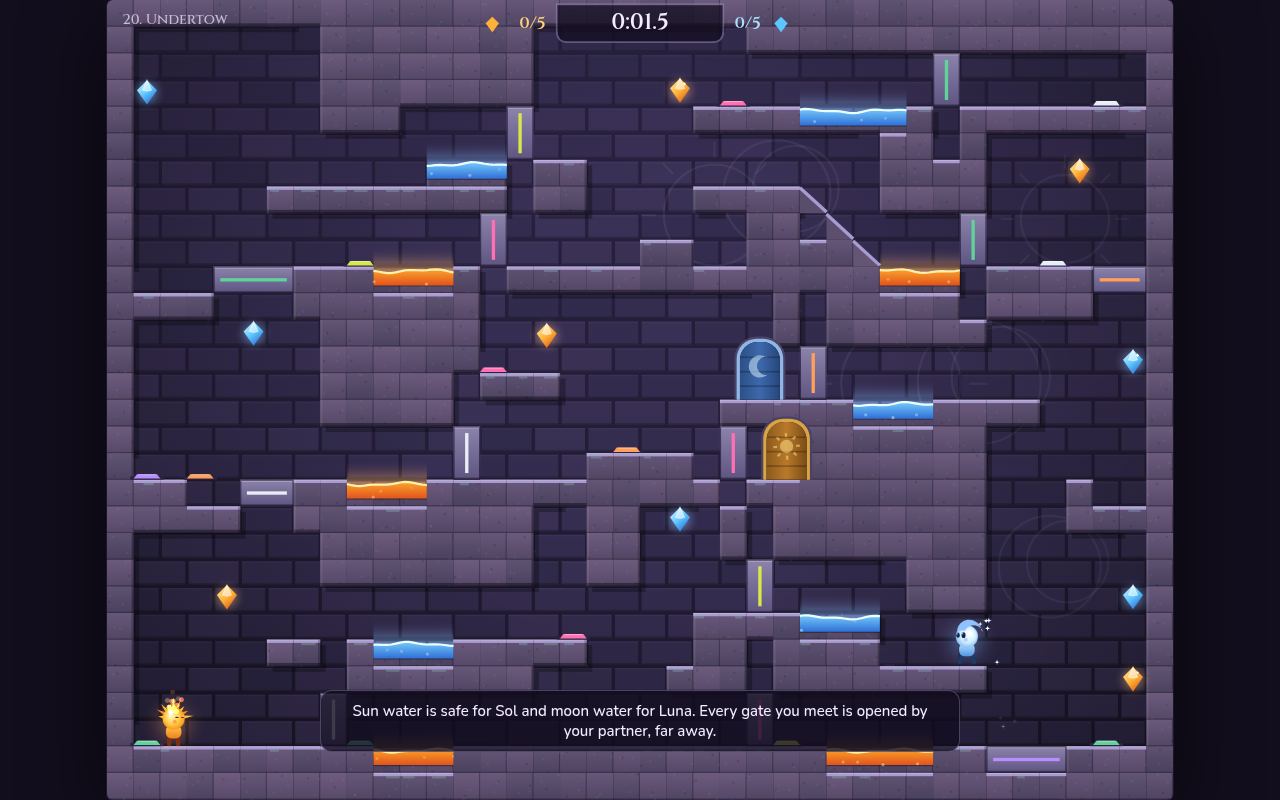 20. Undertow
0/5
0:01.5
0/5
Sun water is safe for Sol and moon water for Luna. Every gate you meet is opened by
your partner, far away.